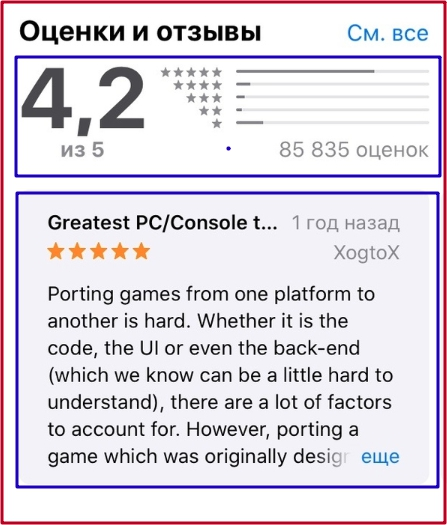 Оценки и отзывы См. все
4,2
из 5 85 835 оценок
Greatest PC/Console t... 1 год назад
XogtoX
Porting games from one platform to
another is hard. Whether it is the
code, the UI or even the back-end
(which we know can be a little hard to
understand), there are a lot of factors
to account for. However, porting a
game which was originally desigr еще